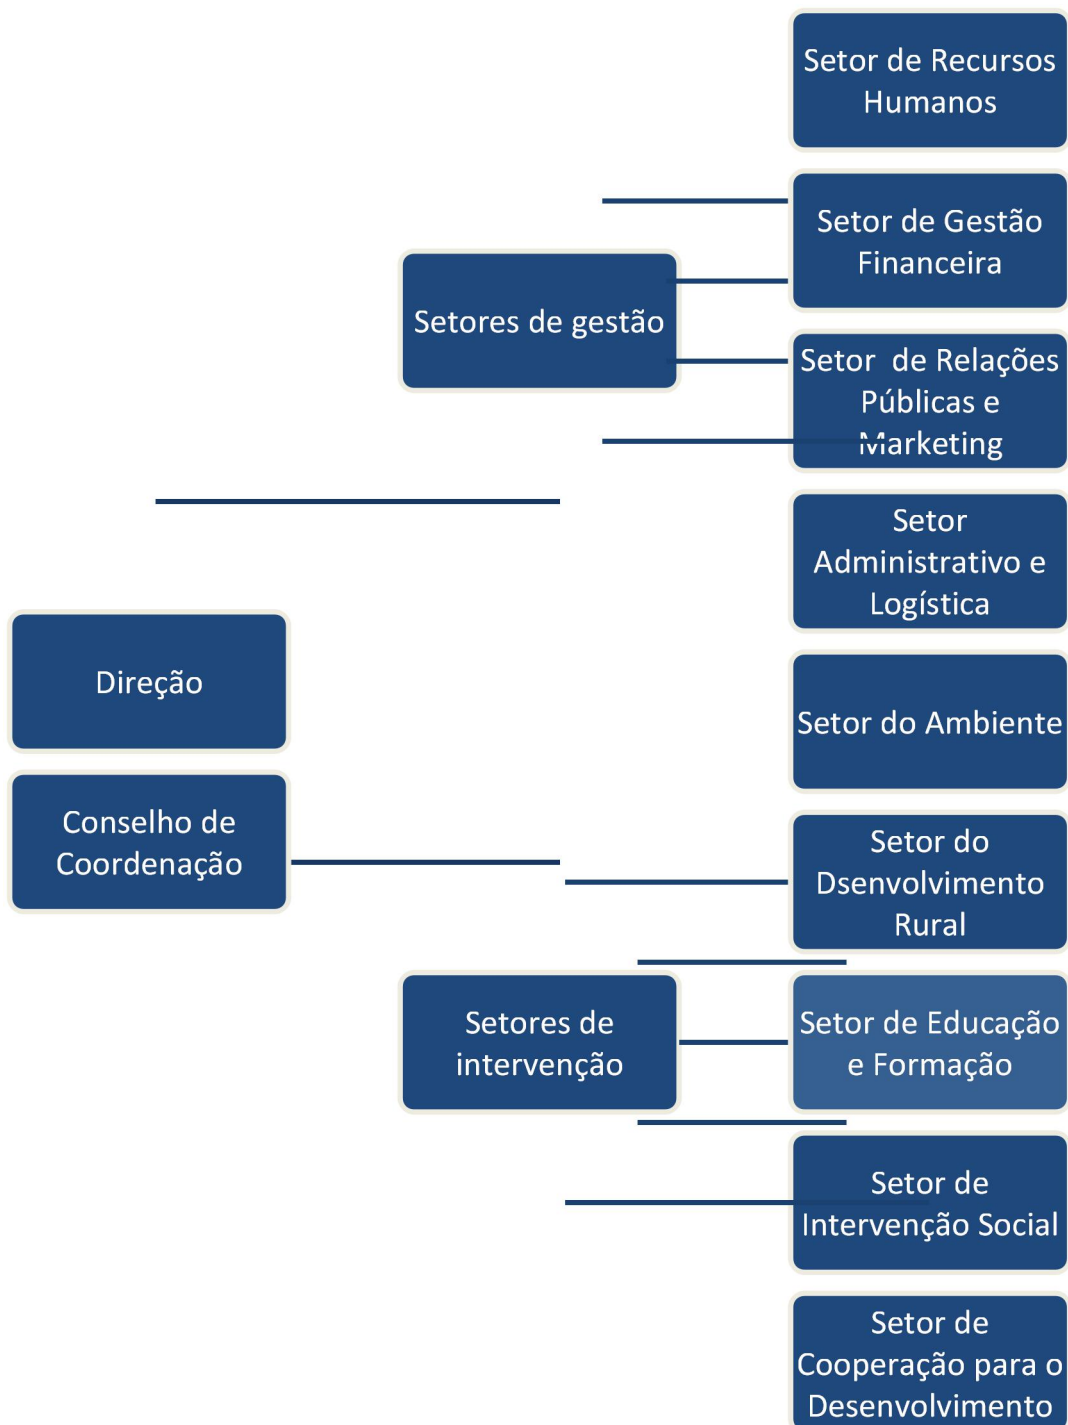 Setor de Recursos
Humanos
Setor de Gestão
Financeira
Setores de gestão
Setor  de Relações
Públicas e
Marketing
Setor
Administrativo e
Logística
Direção
Setor do Ambiente
Conselho de
Coordenação
Setor do
Dsenvolvimento
Rural
Setores de
intervenção
Setor de Educação
e Formação
Setor de
Intervenção Social
Setor de
Cooperação para o
Desenvolvimento